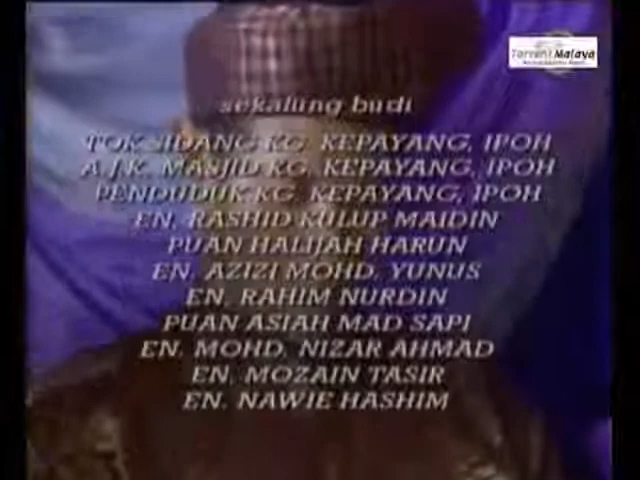 Torrent Malaya
sekalung budi
TOK SIDANG KG. KEPAYANG, IPOH
A.J.K. MASJID KG. KEPAYANG, IPOH
PENDUDUK KG. KEPAYANG, IPOH
EN. RASHID KULUP MAIDIN
PUAN HALIJAH HARUN
EN. AZIZI MOHD. YUNUS
EN. RAHIM NURDIN
PUAN ASIAH MAD SAPI
EN. MOHD. NIZAR AHMAD
EN. MOZAIN TASIR
EN. NAWIE HASHIM